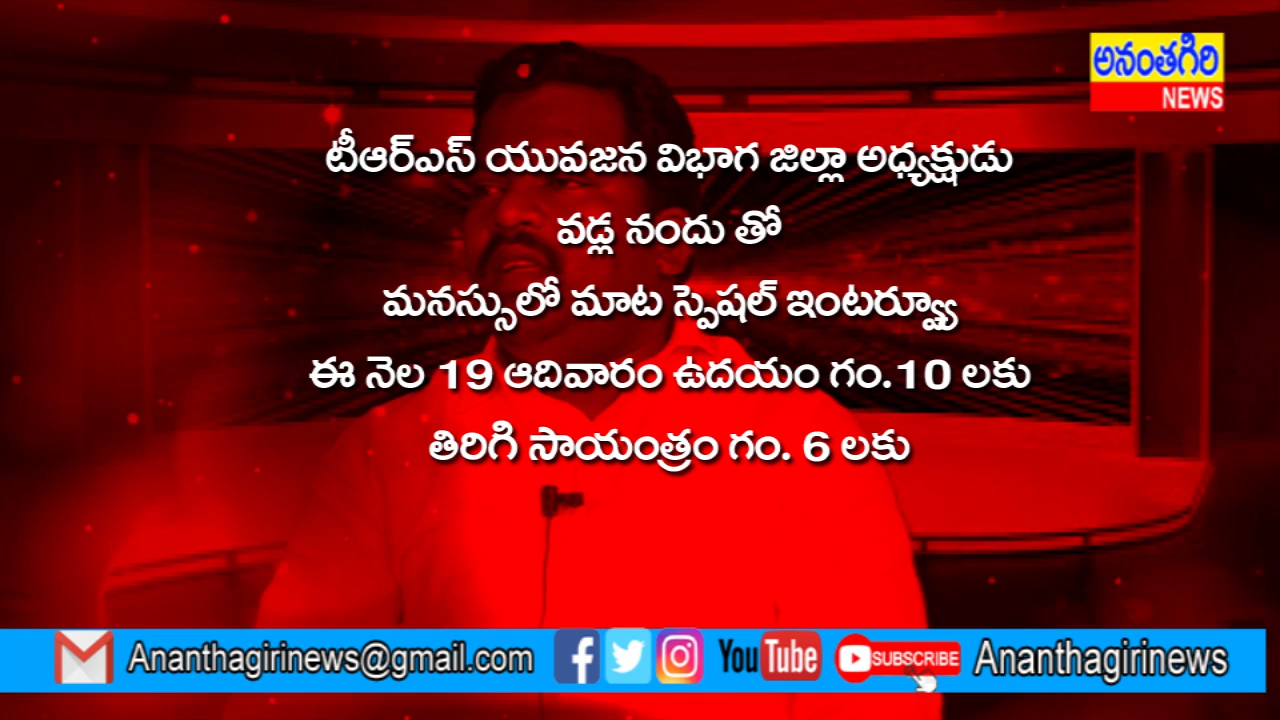 అనంతగిరి
NEWS
టీఆర్ఎస్ యువజన విభాగ జిల్లా అధ్యక్షుడు
వడ్ల నందు తో
మనస్సులో మాట స్పెషల్ ఇంటర్వ్యూ
ఈ నెల 19 ఆదివారం ఉదయం గం.10 లకు
తిరిగి సాయంత్రం గం. 6 లకు
Ananthagirinews@gmail.com YouTube SUBSCRIBE Ananthagirinews